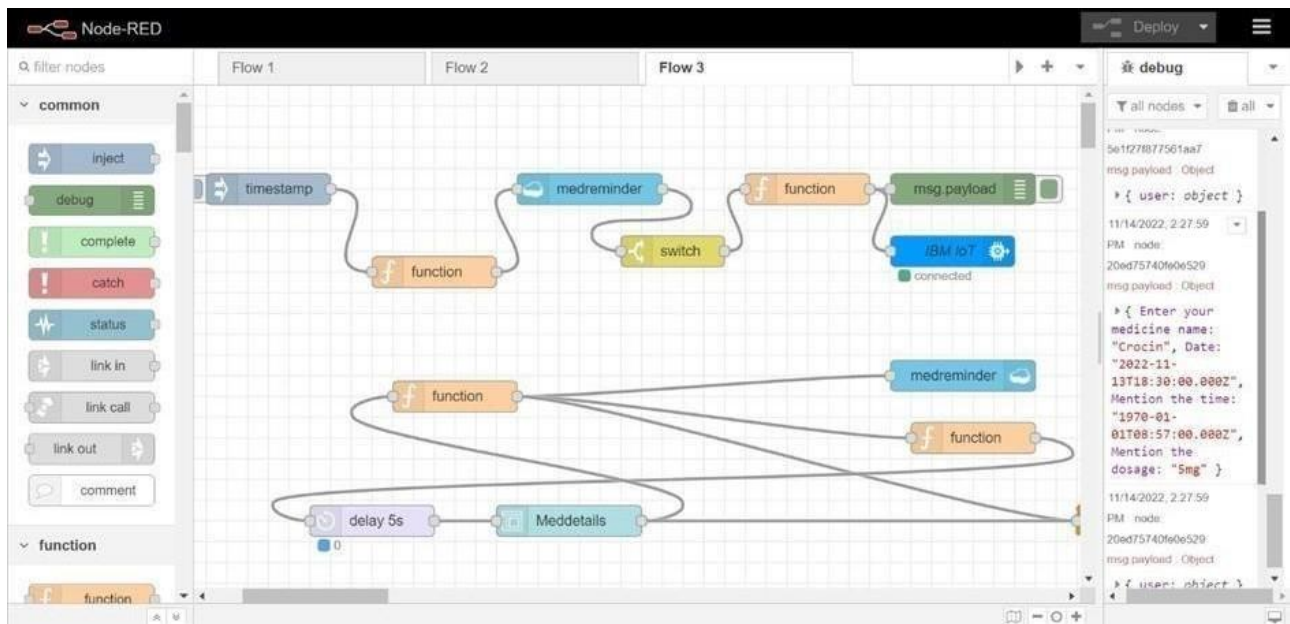 Node-RED
Deploy
filter nodes
Flow 1
Flow 2
Flow 3
debug
common
all nodes
all
inject
debug
complete
catch
status
link in
link call
link out
comment
function
function
timestamp
function
medreminder
switch
function
msg.payload
IBM IoT
connected
function
medreminder
function
delay 5s
0
Meddetails
5e1f27f877561aa7
msg.payload : Object
{ user: object }
11/14/2022, 2:27:59
PM node:
20ed75740fe0e529
msg.payload : Object
{ Enter your
medicine name:
"Crocin", Date:
"2022-11-
13T18:30:00.000Z",
Mention the time:
"1970-01-
01T08:57:00.000Z",
Mention the
dosage: "5mg" }
11/14/2022, 2:27:59
PM node:
20ed75740fe0e529
msg.payload : Object
{ user: object }